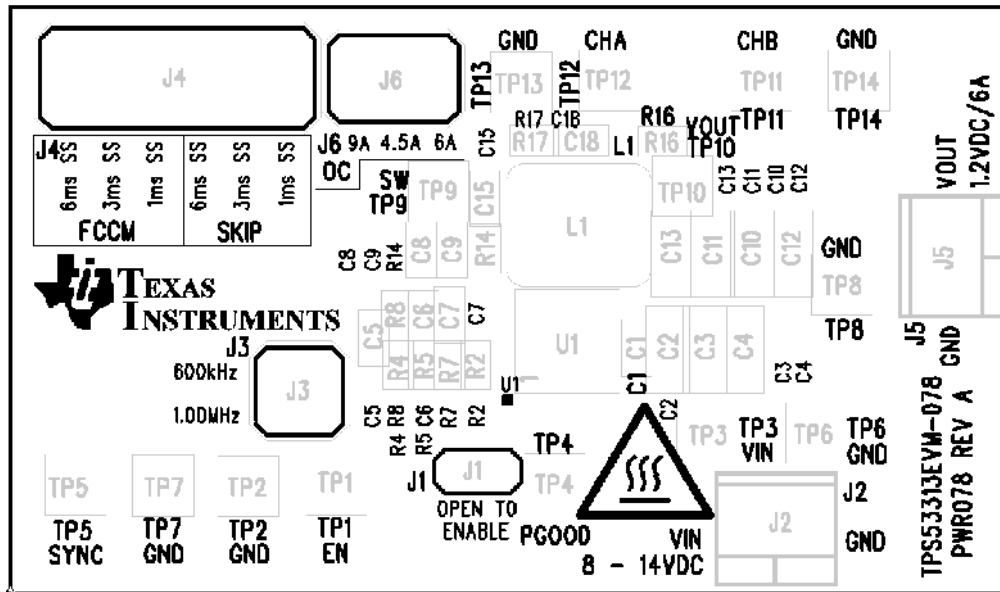 GND CHA CHB GND
J4 J6 TP13 TP13 TP12 TP12 TP11 TP14
TP11 TP14
R17 C18 R16 VOUT
R17 C18 L1 R16 TP10
J4 J6 9A 4.5A 6A C15
OC
SS SS SS SS SS SS
6ms 3ms 1ms 6ms 3ms 1ms
FCCM SKIP
SW
TP9
TP9 C15 TP10 C13 C11 C10 C12
VOUT
1.2VDC/6A
C8 C9 R14 C8 C9 R14 L1 C13 C11 C10 C12
GND
TP8
TP8
J5
J5
GND
TEXAS
INSTRUMENTS
C5 R8 C6 C7 C7
R4 R5 R7 R2
U1 C1 C2 C3 C4
C3 C4
J3
600kHz
J3
1.00MHz
U1
C1
C2
C5 R8 C6 R7 R2
R4 R5
TP4
TP4
TP3 TP3
VIN
TP6 TP6
GND
J1 J1
OPEN TO
ENABLE
PGOOD VIN
8 - 14VDC
J2
J2
GND
TP5 TP7 TP2 TP1
TP5 TP7 TP2 TP1
SYNC GND GND EN
TPS53313EVM-078
PWR078 REV A